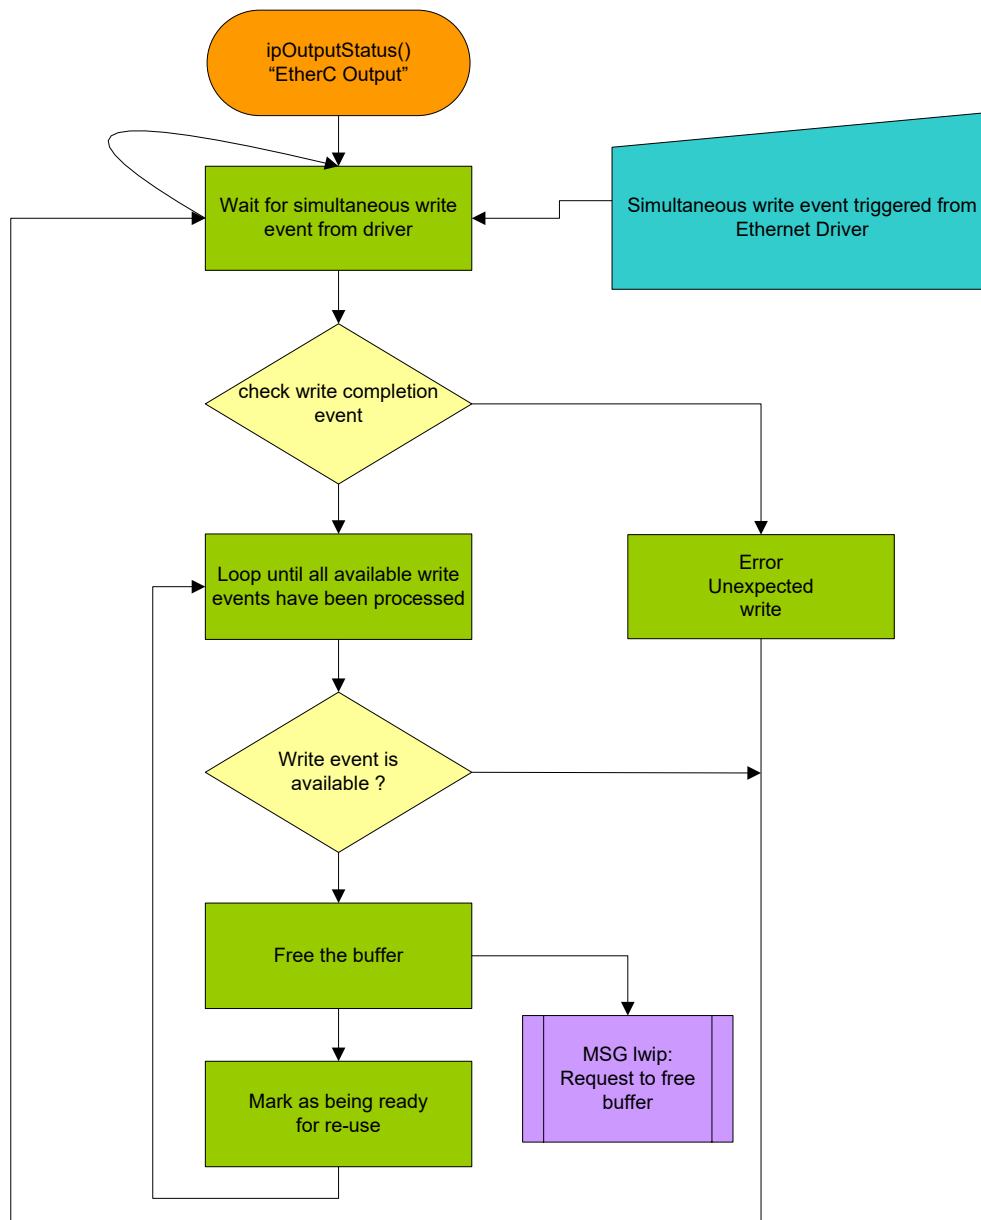 ipOutputStatus()
“EtherC Output”
Wait for simultaneous write
event from driver
Simultaneous write event triggered from
Ethernet Driver
check write completion
event
Loop until all available write
events have been processed
Error
Unexpected
write
Write event is
available ?
Free the buffer
MSG lwip:
Request to free
buffer
Mark as being ready
for re-use